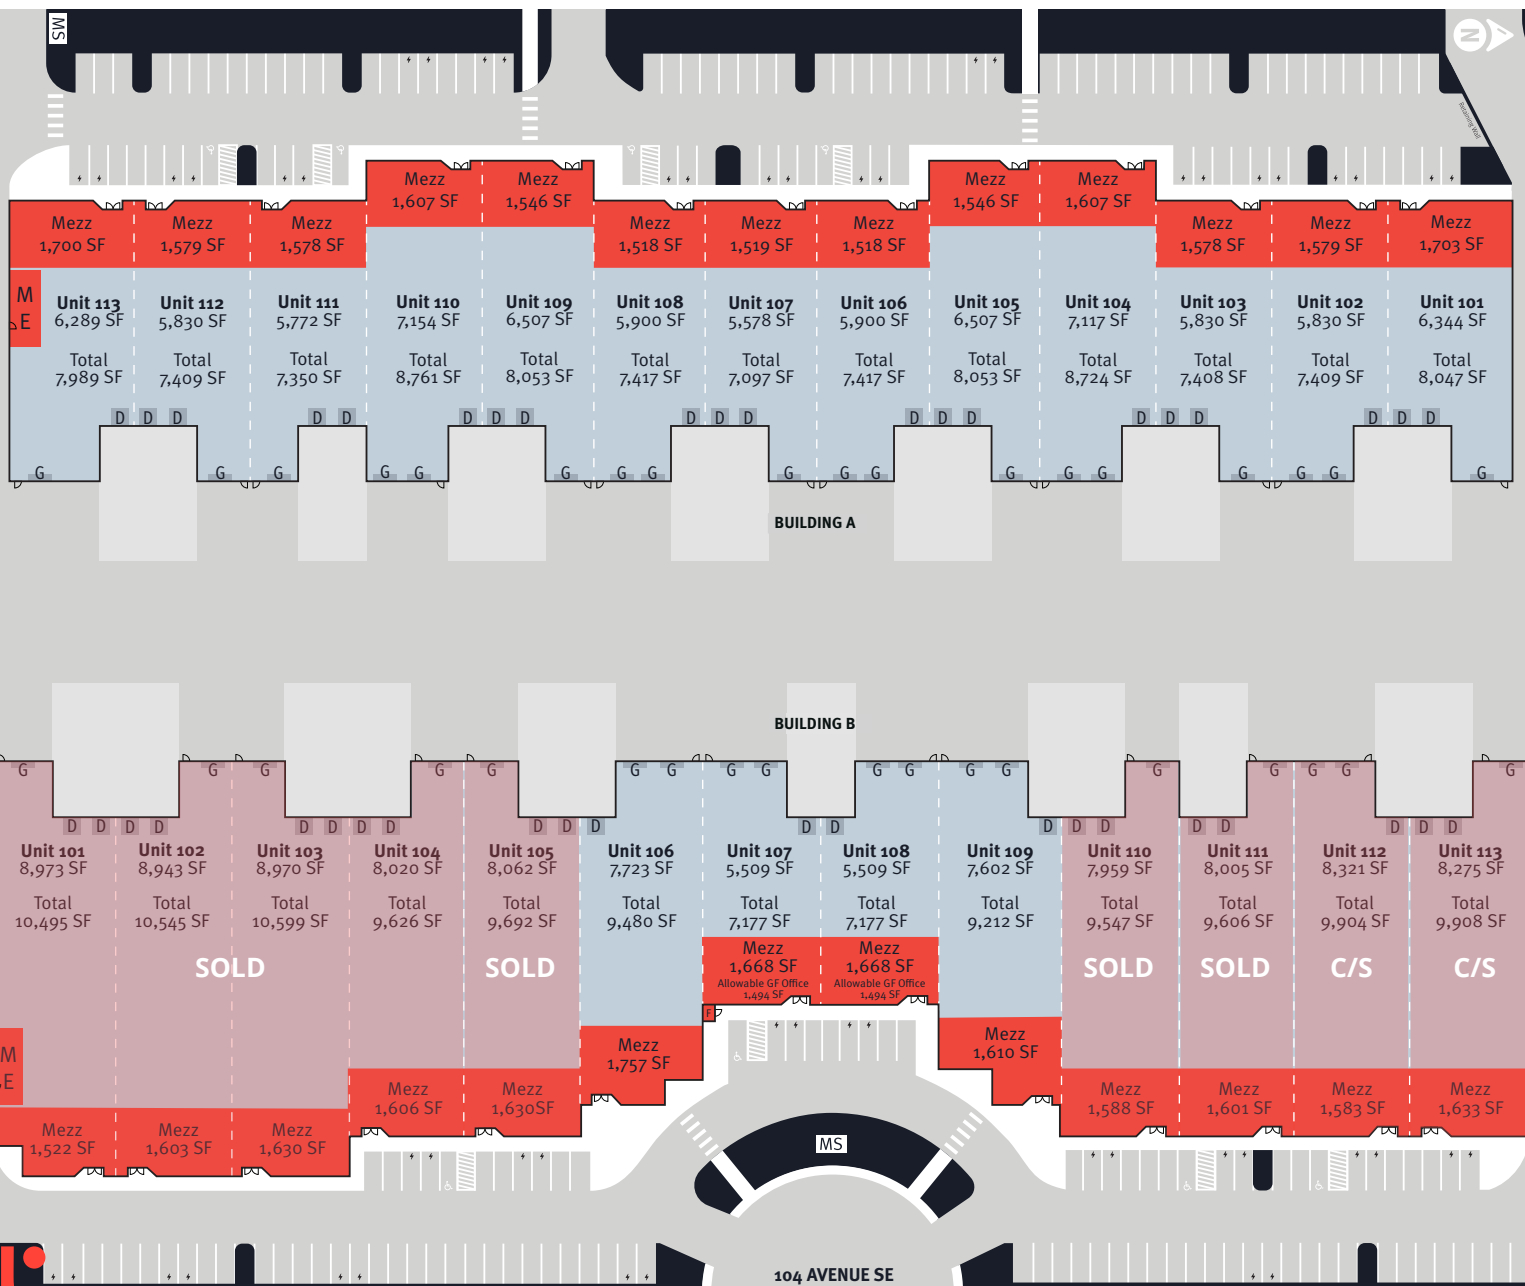 MS
N
Retaining Wall
Mezz
1,700 SF
Mezz
1,579 SF
Mezz
1,578 SF
Mezz
1,607 SF
Mezz
1,546 SF
Mezz
1,518 SF
Mezz
1,519 SF
Mezz
1,518 SF
Mezz
1,546 SF
Mezz
1,607 SF
Mezz
1,578 SF
Mezz
1,579 SF
Mezz
1,703 SF
M
E
Unit 113
6,289 SF
Total
7,989 SF
Unit 112
5,830 SF
Total
7,409 SF
Unit 111
5,772 SF
Total
7,350 SF
Unit 110
7,154 SF
Total
8,761 SF
Unit 109
6,507 SF
Total
8,053 SF
Unit 108
5,900 SF
Total
7,417 SF
Unit 107
5,578 SF
Total
7,097 SF
Unit 106
5,900 SF
Total
7,417 SF
Unit 105
6,507 SF
Total
8,053 SF
Unit 104
7,117 SF
Total
8,724 SF
Unit 103
5,830 SF
Total
7,408 SF
Unit 102
5,830 SF
Total
7,409 SF
Unit 101
6,344 SF
Total
8,047 SF
D D D D D D D D D D D D D D D D D D D D
G G G G G G G G G G G G G G G G G G
BUILDING A
BUILDING B
G G G G G G G G G G G G G G G G G
D D D D D D D D D D D D D D D D D D D D D
Unit 101
8,973 SF
Total
10,495 SF
Unit 102
8,943 SF
Total
10,545 SF
Unit 103
8,970 SF
Total
10,599 SF
Unit 104
8,020 SF
Total
9,626 SF
Unit 105
8,062 SF
Total
9,692 SF
Unit 106
7,723 SF
Total
9,480 SF
Unit 107
5,509 SF
Total
7,177 SF
Unit 108
5,509 SF
Total
7,177 SF
Unit 109
7,602 SF
Total
9,212 SF
Unit 110
7,959 SF
Total
9,547 SF
Unit 111
8,005 SF
Total
9,606 SF
Unit 112
8,321 SF
Total
9,904 SF
Unit 113
8,275 SF
Total
9,908 SF
SOLD
SOLD
SOLD
SOLD
C/S
C/S
Mezz
1,668 SF
Allowable GF Office
1,494 SF
Mezz
1,668 SF
Allowable GF Office
1,494 SF
F
M
E
Mezz
1,757 SF
Mezz
1,610 SF
Mezz
1,606 SF
Mezz
1,630SF
Mezz
1,588 SF
Mezz
1,601 SF
Mezz
1,583 SF
Mezz
1,633 SF
Mezz
1,522 SF
Mezz
1,603 SF
Mezz
1,630 SF
MS
104 AVENUE SE